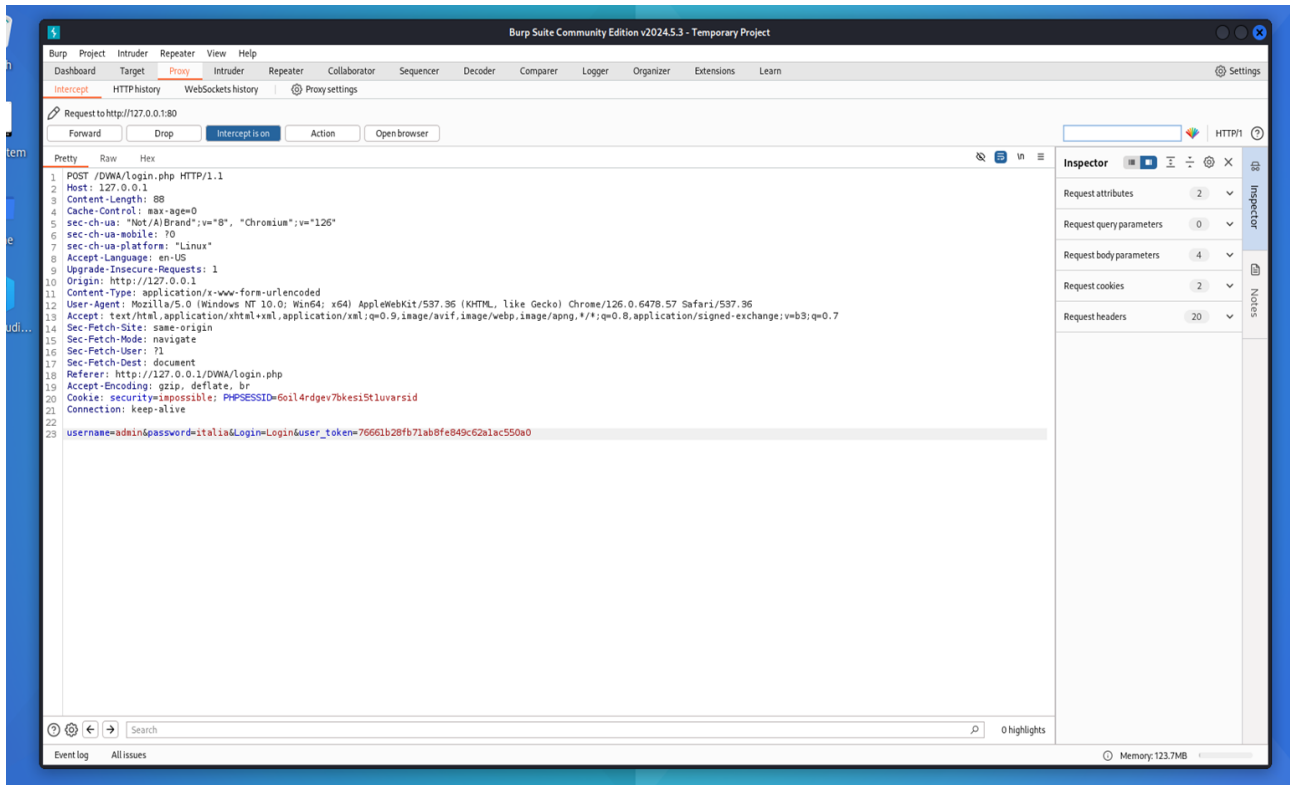 Burp Suite Community Edition v2024.5.3 - Temporary Project
Burp Project Intruder Repeater View Help
Dashboard Target Proxy Intruder Repeater Collaborator Sequencer Decoder Comparer Logger Organizer Extensions Learn Settings
Intercept HTTP history WebSockets history Proxy settings
Request to http://127.0.0.1:80
Forward Drop Intercept is on Action Open browser HTTP/1
Pretty Raw Hex
1 POST /DVWA/login.php HTTP/1.1
2 Host: 127.0.0.1
3 Content-Length: 88
4 Cache-Control: max-age=0
5 sec-ch-ua: "Not/A)Brand";v="8", "Chromium";v="126"
6 sec-ch-ua-mobile: ?0
7 sec-ch-ua-platform: "Linux"
8 Accept-Language: en-US
9 Upgrade-Insecure-Requests: 1
10 Origin: http://127.0.0.1
11 Content-Type: application/x-www-form-urlencoded
12 User-Agent: Mozilla/5.0 (Windows NT 10.0; Win64; x64) AppleWebKit/537.36 (KHTML, like Gecko) Chrome/126.0.6478.57 Safari/537.36
13 Accept: text/html,application/xhtml+xml,application/xml;q=0.9,image/avif,image/webp,image/apng,*/*;q=0.8,application/signed-exchange;v=b3;q=0.7
14 Sec-Fetch-Site: same-origin
15 Sec-Fetch-Mode: navigate
16 Sec-Fetch-User: ?1
17 Sec-Fetch-Dest: document
18 Referer: http://127.0.0.1/DVWA/login.php
19 Accept-Encoding: gzip, deflate, br
20 Cookie: security=impossible; PHPSESSID=6oil4rdgev7bkesi5t1uvarsid
21 Connection: keep-alive
22
23 username=admin&password=italia&Login=Login&user_token=76661b28fb71ab8fe849c62a1ac550a0
Inspector
Request attributes 2
Request query parameters 0
Request body parameters 4
Request cookies 2
Request headers 20
Inspector
Notes
Search
0 highlights
Event log All issues
Memory: 123.7MB
h
tem
e
udi...